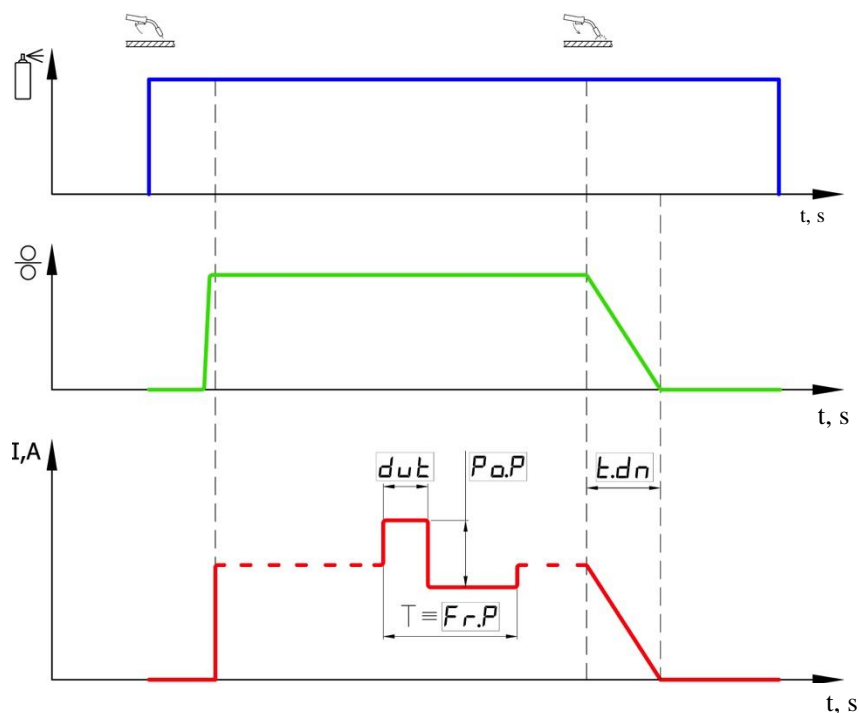 t, s
t, s
I,A
dut
Po.P
t.dn
T ≡ Fr.P
t, s